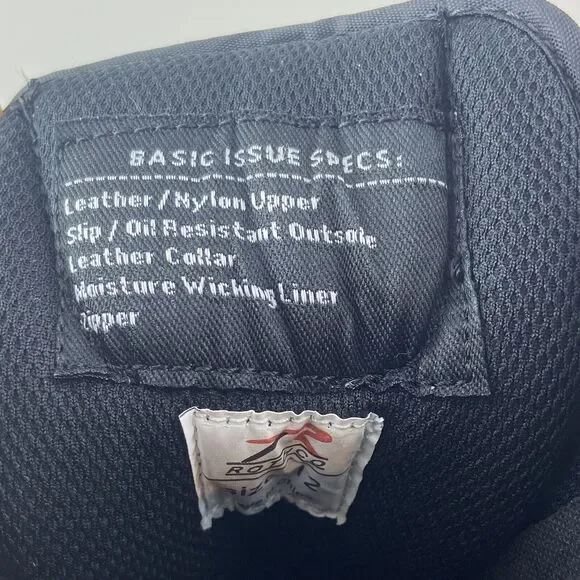 BASIC ISSUE SPECS:
Leather/Nylon Upper
Slip / Oil Resistant Outsole
Leather Collar
Moisture Wicking Liner
Zipper